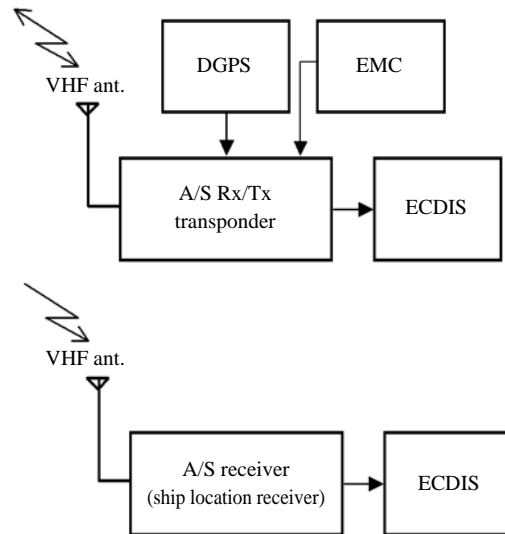 DGPS
EMC
VHF ant.
A/S Rx/Tx
transponder
ECDIS
VHF ant.
A/S receiver
(ship location receiver)
ECDIS